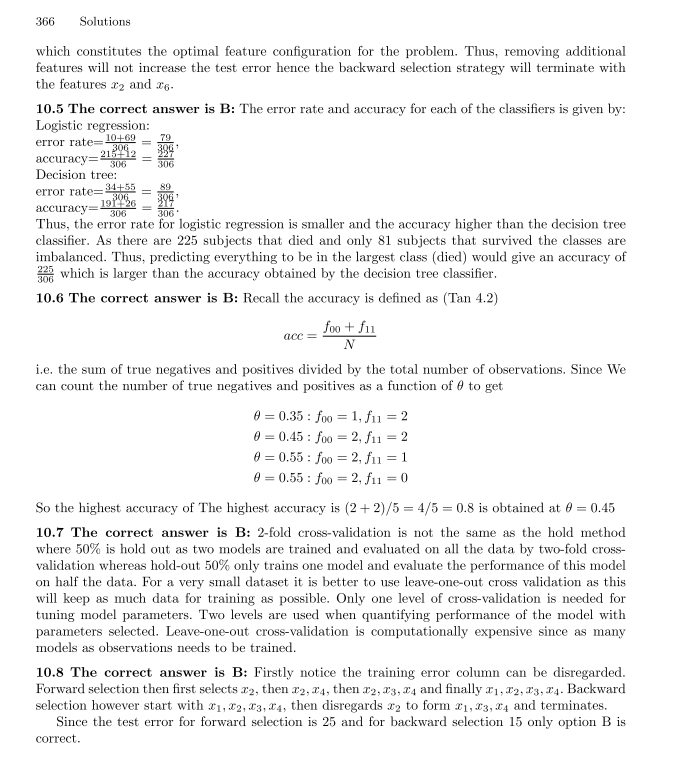 366 Solutions
which constitutes the optimal feature configuration for the problem. Thus, removing additional
features will not increase the test error hence the backward selection strategy will terminate with
the features x₂ and x₆.
10.5 The correct answer is B: The error rate and accuracy for each of the classifiers is given by:
Logistic regression:
error rate=10+69/306 = 79/306,
accuracy=215+12/306 = 227/306
Decision tree:
error rate=34+55/306 = 89/306,
accuracy=191+26/306 = 217/306.
Thus, the error rate for logistic regression is smaller and the accuracy higher than the decision tree
classifier. As there are 225 subjects that died and only 81 subjects that survived the classes are
imbalanced. Thus, predicting everything to be in the largest class (died) would give an accuracy of
225/306 which is larger than the accuracy obtained by the decision tree classifier.
10.6 The correct answer is B: Recall the accuracy is defined as (Tan 4.2)
acc = f₀₀ + f₁₁/N
i.e. the sum of true negatives and positives divided by the total number of observations. Since We
can count the number of true negatives and positives as a function of θ to get
θ = 0.35 : f₀₀ = 1, f₁₁ = 2
θ = 0.45 : f₀₀ = 2, f₁₁ = 2
θ = 0.55 : f₀₀ = 2, f₁₁ = 1
θ = 0.55 : f₀₀ = 2, f₁₁ = 0
So the highest accuracy of The highest accuracy is (2 + 2)/5 = 4/5 = 0.8 is obtained at θ = 0.45
10.7 The correct answer is B: 2-fold cross-validation is not the same as the hold method
where 50% is hold out as two models are trained and evaluated on all the data by two-fold cross-
validation whereas hold-out 50% only trains one model and evaluate the performance of this model
on half the data. For a very small dataset it is better to use leave-one-out cross validation as this
will keep as much data for training as possible. Only one level of cross-validation is needed for
tuning model parameters. Two levels are used when quantifying performance of the model with
parameters selected. Leave-one-out cross-validation is computationally expensive since as many
models as observations needs to be trained.
10.8 The correct answer is B: Firstly notice the training error column can be disregarded.
Forward selection then first selects x₂, then x₂, x₄, then x₂, x₃, x₄ and finally x₁, x₂, x₃, x₄. Backward
selection however start with x₁, x₂, x₃, x₄, then disregards x₂ to form x₁, x₃, x₄ and terminates.
Since the test error for forward selection is 25 and for backward selection 15 only option B is
correct.